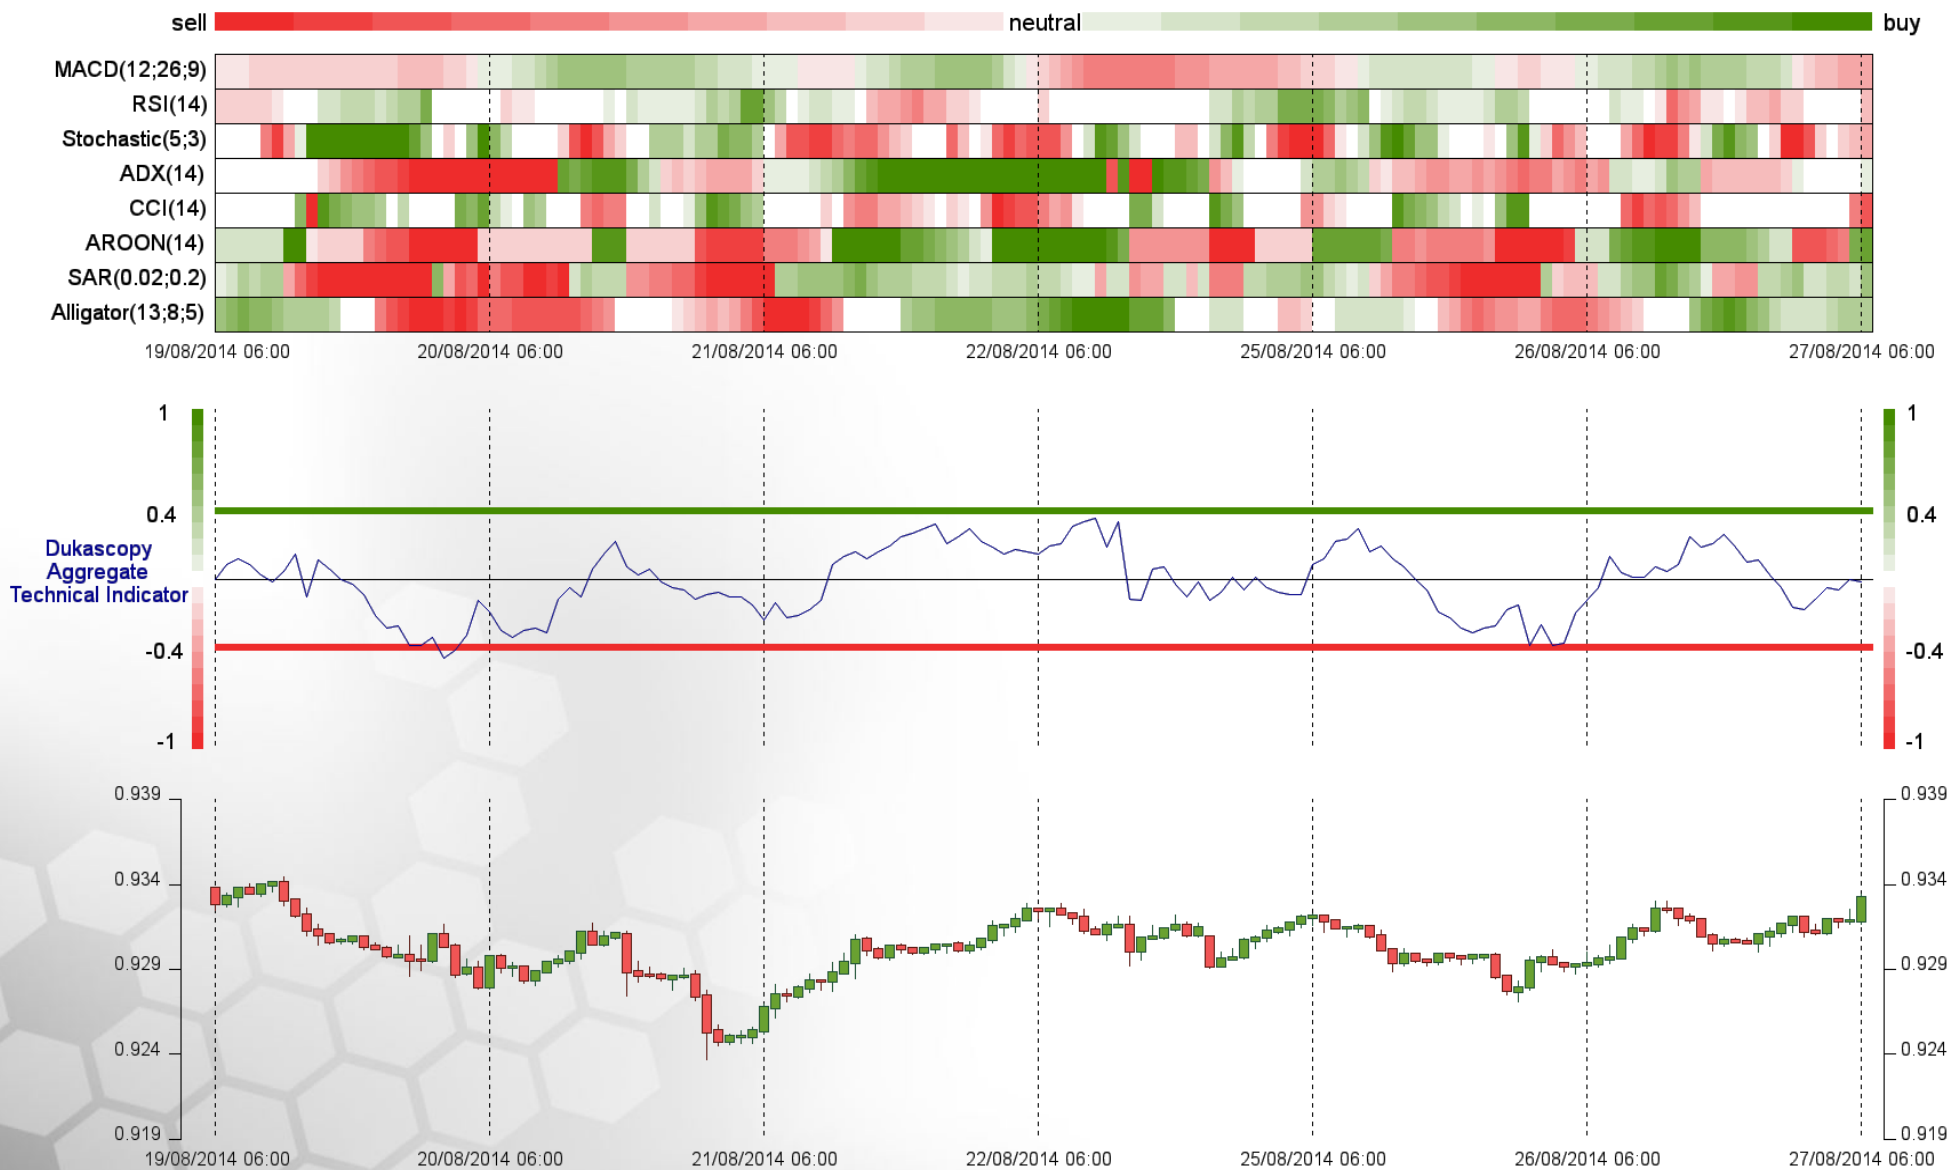 sell neutral buy
MACD(12;26;9)
RSI(14)
Stochastic(5;3)
ADX(14)
CCI(14)
AROON(14)
SAR(0.02;0.2)
Alligator(13;8;5)
19/08/2014 06:00 20/08/2014 06:00 21/08/2014 06:00 22/08/2014 06:00 25/08/2014 06:00 26/08/2014 06:00 27/08/2014 06:00
1 1
0.4 0.4
Dukascopy
Aggregate
Technical Indicator
-0.4 -0.4
-1 -1
0.939 0.939
0.934 0.934
0.929 0.929
0.924 0.924
0.919 0.919
19/08/2014 06:00 20/08/2014 06:00 21/08/2014 06:00 22/08/2014 06:00 25/08/2014 06:00 26/08/2014 06:00 27/08/2014 06:00